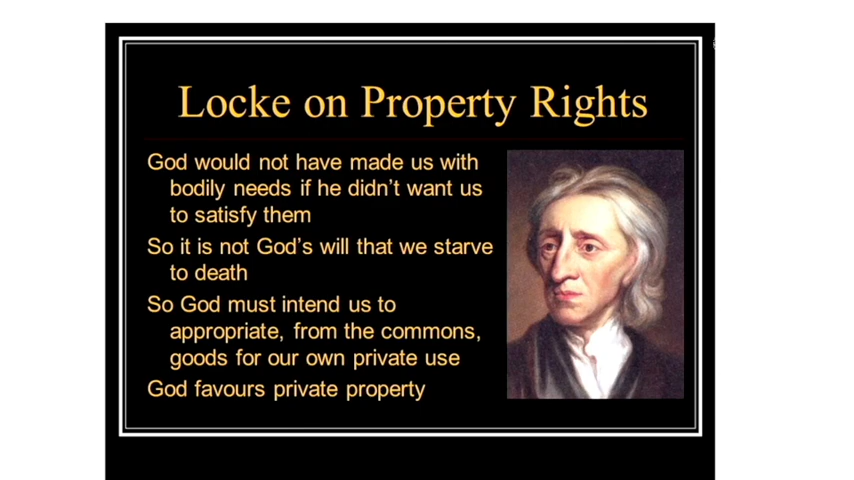 Locke on Property Rights
God would not have made us with
bodily needs if he didn't want us
to satisfy them
So it is not God's will that we starve
to death
So God must intend us to
appropriate, from the commons,
goods for our own private use
God favours private property